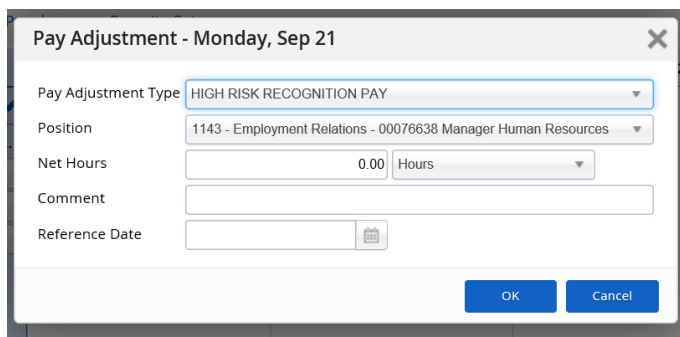 Pay Adjustment - Monday, Sep 21
Pay Adjustment Type HIGH RISK RECOGNITION PAY
Position 1143 - Employment Relations - 00076638 Manager Human Resources
Net Hours 0.00 Hours
Comment
Reference Date
OK Cancel